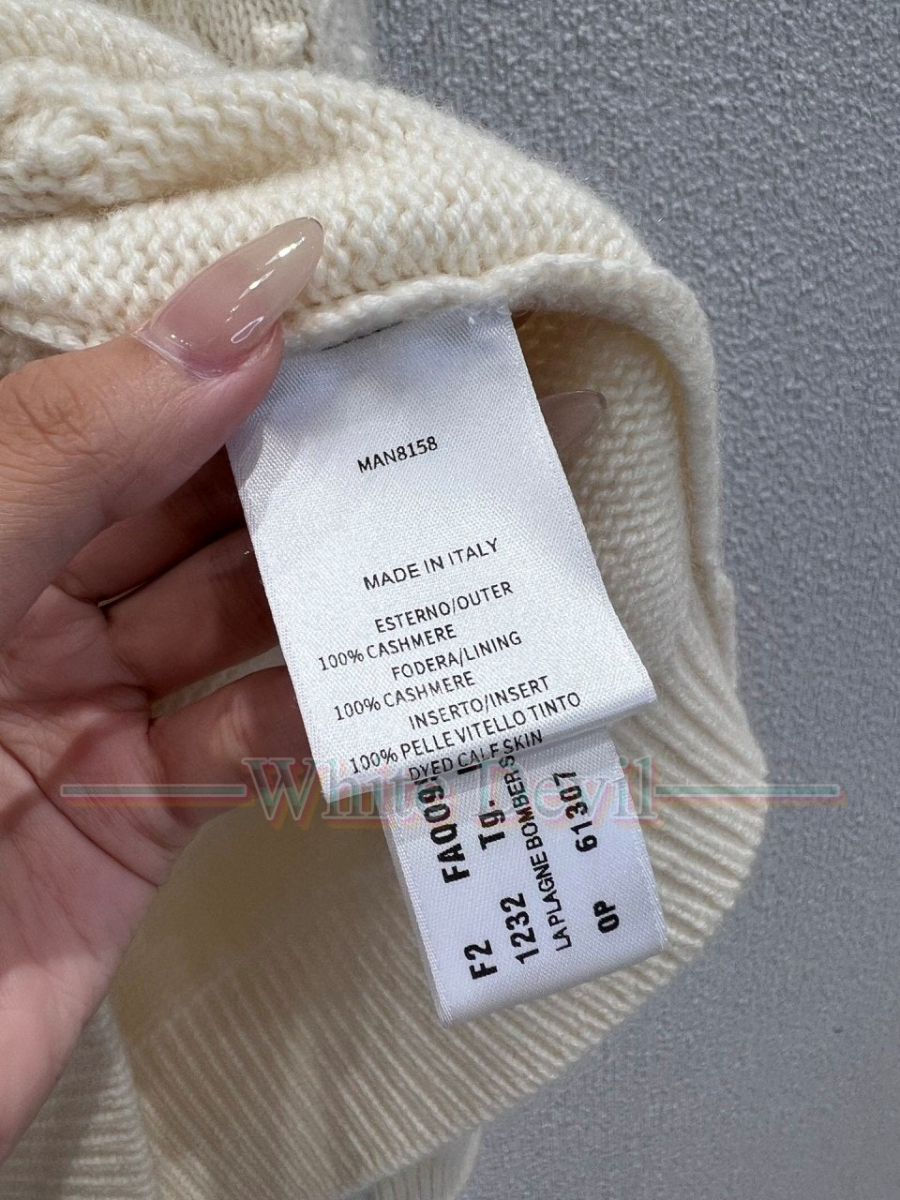 MAN8158
MADE IN ITALY
ESTERNO/OUTER
100% CASHMERE
FODERA/LINING
100% CASHMERE
INSERTO/INSERT
100% PELLE VITELLO TINTO
DYED CALF SKIN
White Devil
F2 FAQ09
1232 Tg. L
LA PLAGNE BOMBER S
0P 61307